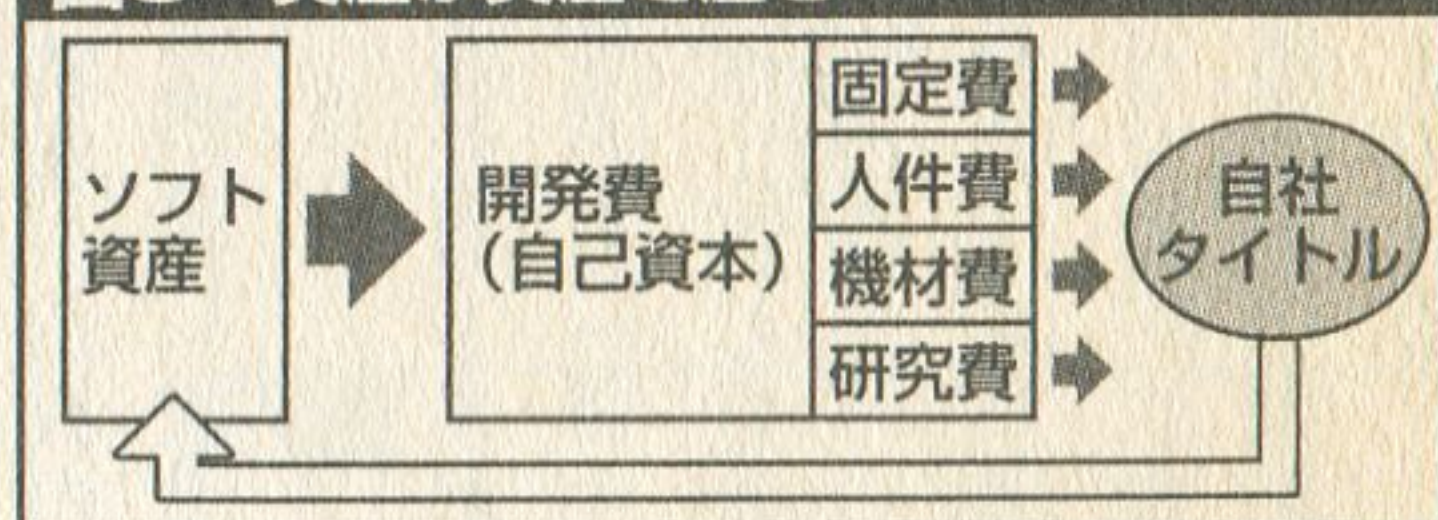 ソフト
資産
開発費
（自己資本）
固定費
人件費
機材費
研究費
自社
タイトル